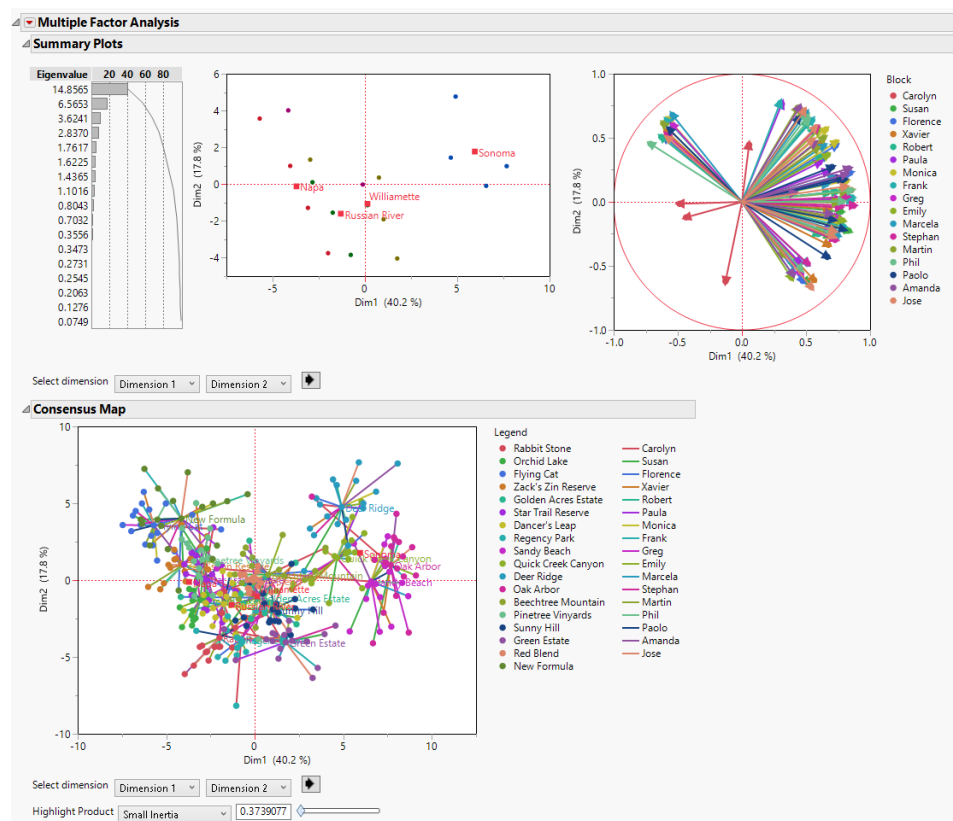 Multiple Factor Analysis
Summary Plots
Eigenvalue 20 40 60 80
14.8565
6.5653
3.6241
2.8370
1.7617
1.6225
1.4365
1.1016
0.8043
0.7032
0.3556
0.3473
0.2731
0.2545
0.2063
0.1276
0.0749
6
4
2
0
-2
-4
Dim2 (17.8 %)
Sonoma
Napa
Williamette
Russian River
-5 0 5 10
Dim1 (40.2 %)
1.0
0.5
0.0
-0.5
-1.0
Dim2 (17.8 %)
-1.0 -0.5 0.0 0.5 1.0
Dim1 (40.2 %)
Block
Carolyn
Susan
Florence
Xavier
Robert
Paula
Monica
Frank
Greg
Emily
Marcela
Stephan
Martin
Phil
Paolo
Amanda
Jose
Select dimension Dimension 1 Dimension 2
Consensus Map
10
5
0
-5
-10
Dim2 (17.8 %)
New Formula
Deer Ridge
Oak Arbor
Sunny Hill
Green Estate
-10 -5 0 5 10
Dim1 (40.2 %)
Legend
Rabbit Stone Carolyn
Orchid Lake Susan
Flying Cat Florence
Zack's Zin Reserve Xavier
Golden Acres Estate Robert
Star Trail Reserve Paula
Dancer's Leap Monica
Regency Park Frank
Sandy Beach Greg
Quick Creek Canyon Emily
Deer Ridge Marcela
Oak Arbor Stephan
Beechtree Mountain Martin
Pinetree Vinyards Phil
Sunny Hill Paolo
Green Estate Amanda
Red Blend Jose
New Formula
Select dimension Dimension 1 Dimension 2
Highlight Product Small Inertia 0.3739077